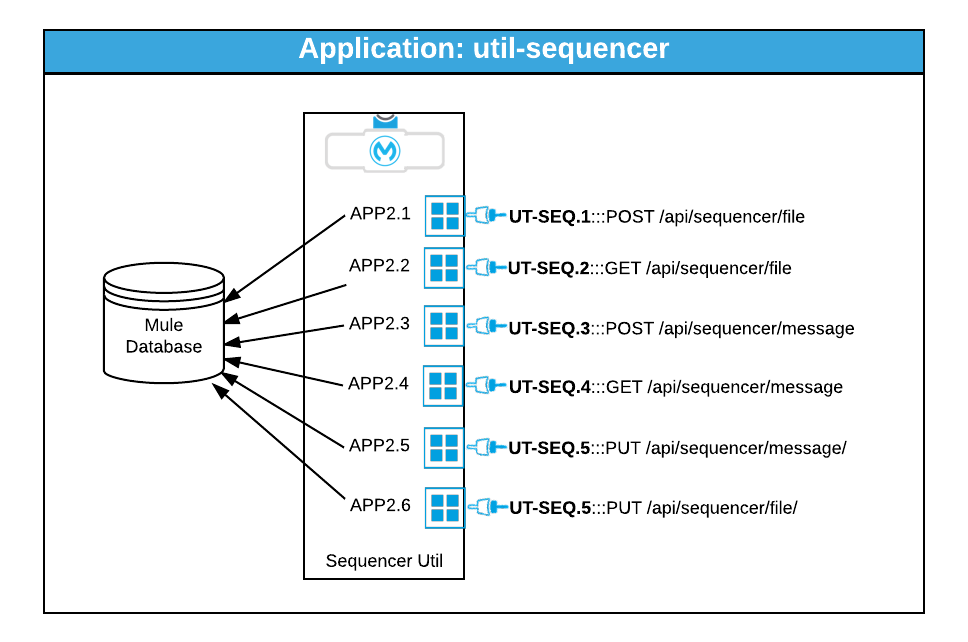 Application: util-sequencer
APP2.1
UT-SEQ.1:::POST /api/sequencer/file
APP2.2
UT-SEQ.2:::GET /api/sequencer/file
Mule
Database
APP2.3
UT-SEQ.3:::POST /api/sequencer/message
APP2.4
UT-SEQ.4:::GET /api/sequencer/message
APP2.5
UT-SEQ.5:::PUT /api/sequencer/message/
APP2.6
UT-SEQ.5:::PUT /api/sequencer/file/
Sequencer Util